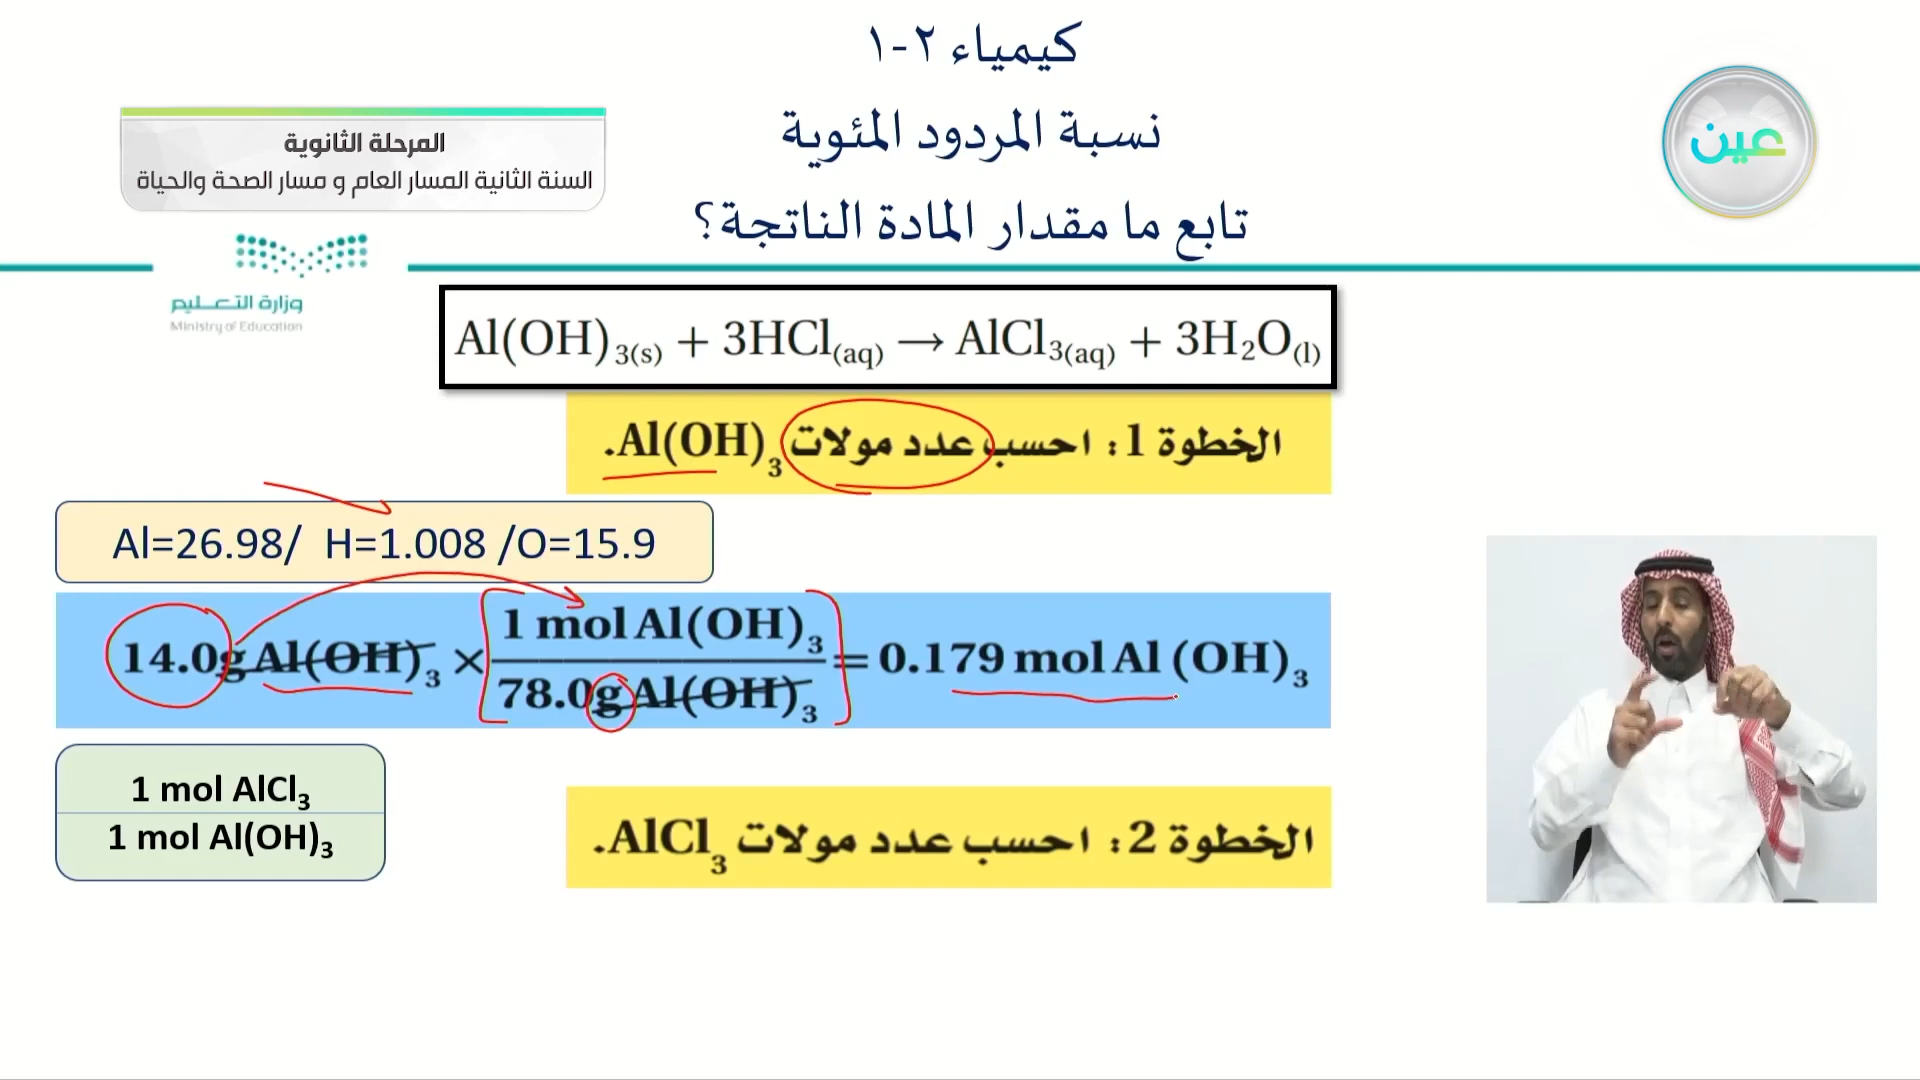 كيمياء ٢-١
نسبة المردود المئوية
تابع ما مقدار المادة الناتجة؟
المرحلة الثانوية
السنة الثانية المسار العام و مسار الصحة والحياة
عين
وزارة التعليم
Ministry of Education
Al(OH)₃(s) + 3HCl(aq) → AlCl₃(aq) + 3H₂O(l)
الخطوة 1: احسب عدد مولات Al(OH)₃.
Al=26.98/ H=1.008 /O=15.9
14.0g Al(OH)₃ × 1 mol Al(OH)₃ / 78.0g Al(OH)₃ = 0.179 mol Al (OH)₃
1 mol AlCl₃
1 mol Al(OH)₃
الخطوة 2: احسب عدد مولات AlCl₃.